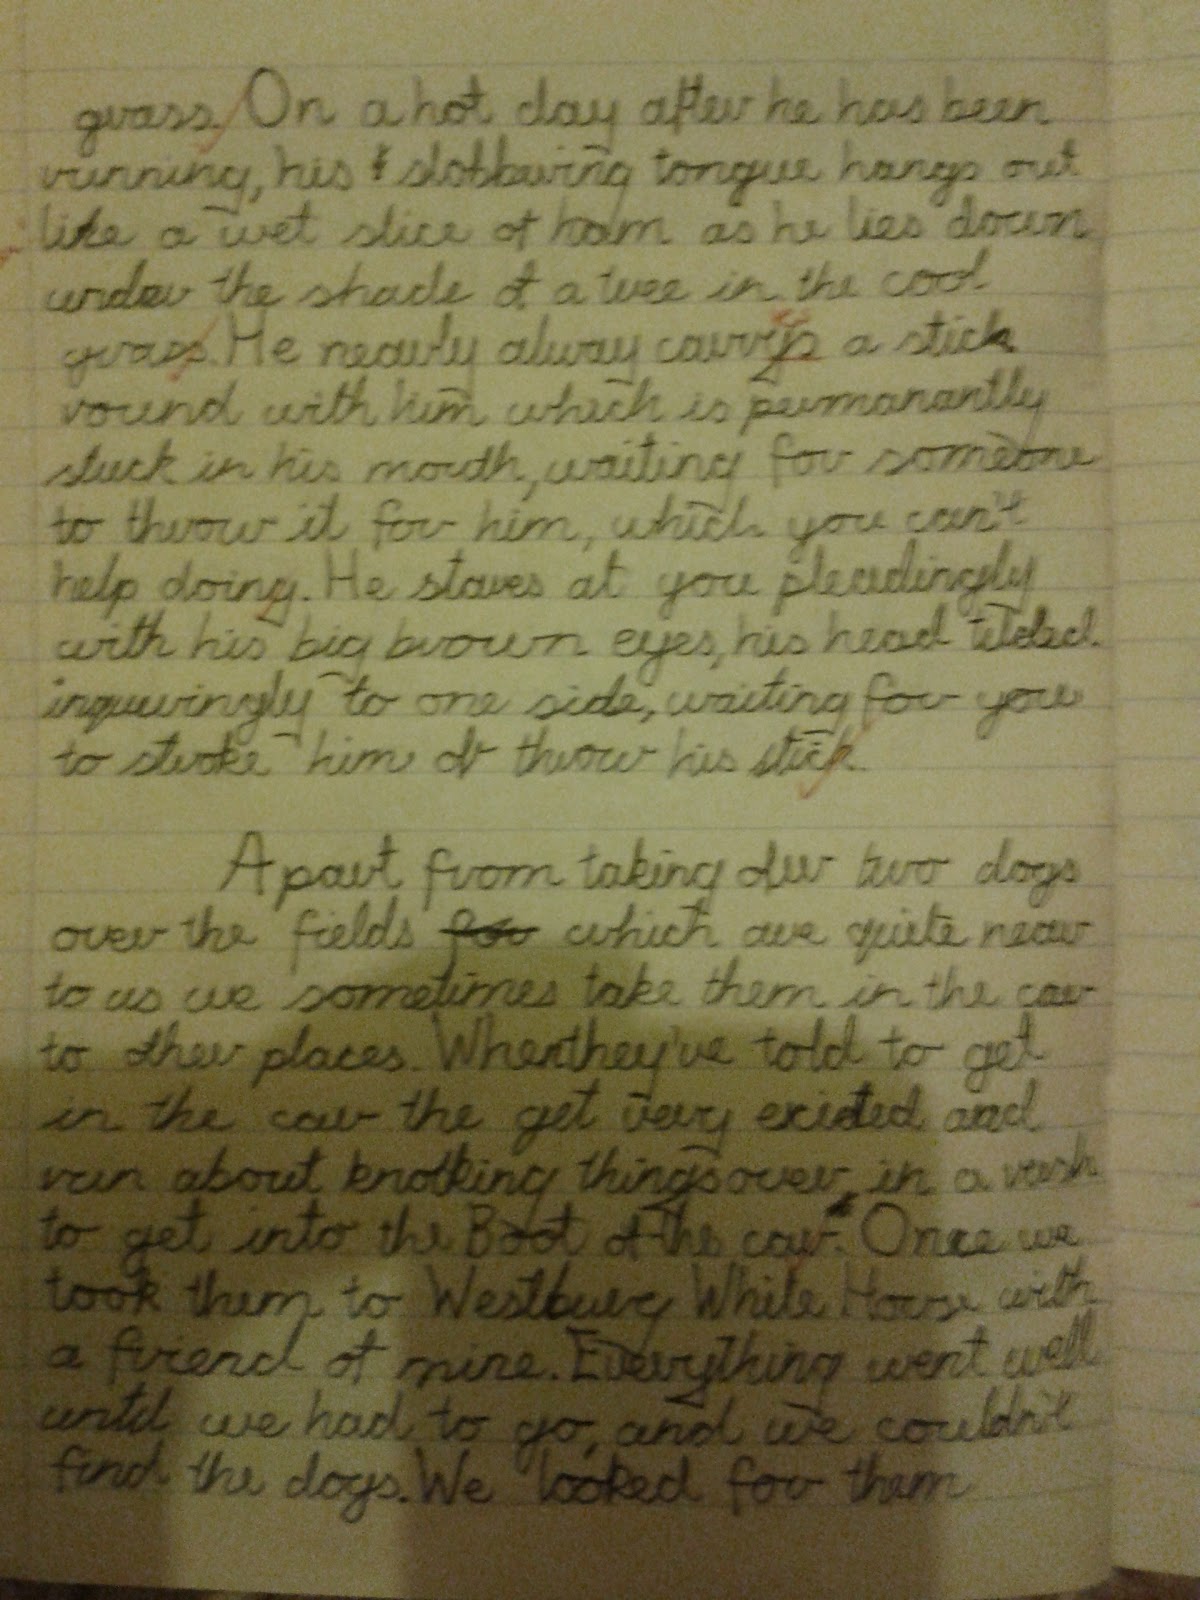 grass. On a hot day after he has been
running, his slobbering tongue hangs out
like a wet slice of ham as he lies down
under the shade of a tree in the cool
grass. He nearly alway carrys a stick
round with him which is permanantly
stuck in his mouth, waiting for someone
to throw it for him, which you can't
help doing. He stares at you pleadingly
with his big brown eyes, his head
inquiringly to one side, waiting for you
to stroke him or throw his stick.
Apart from taking our two dogs
over the fields for which are quite near
to us we sometimes take them in the car
to other places. When they've told to get
in the car the get very excited and
run about knotking things over in a rush
to get into the Boot of the car. Once we
took them to Westbury White Horse with
a friend of mine. Everything went well
until we had to go, and we couldn't
find the dogs. We looked for them